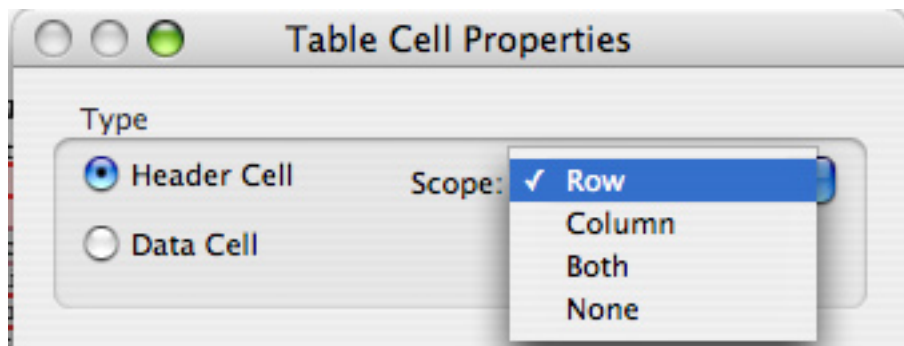 Table Cell Properties
Type
Header Cell
Scope: ✓ Row
Column
Data Cell
Both
None